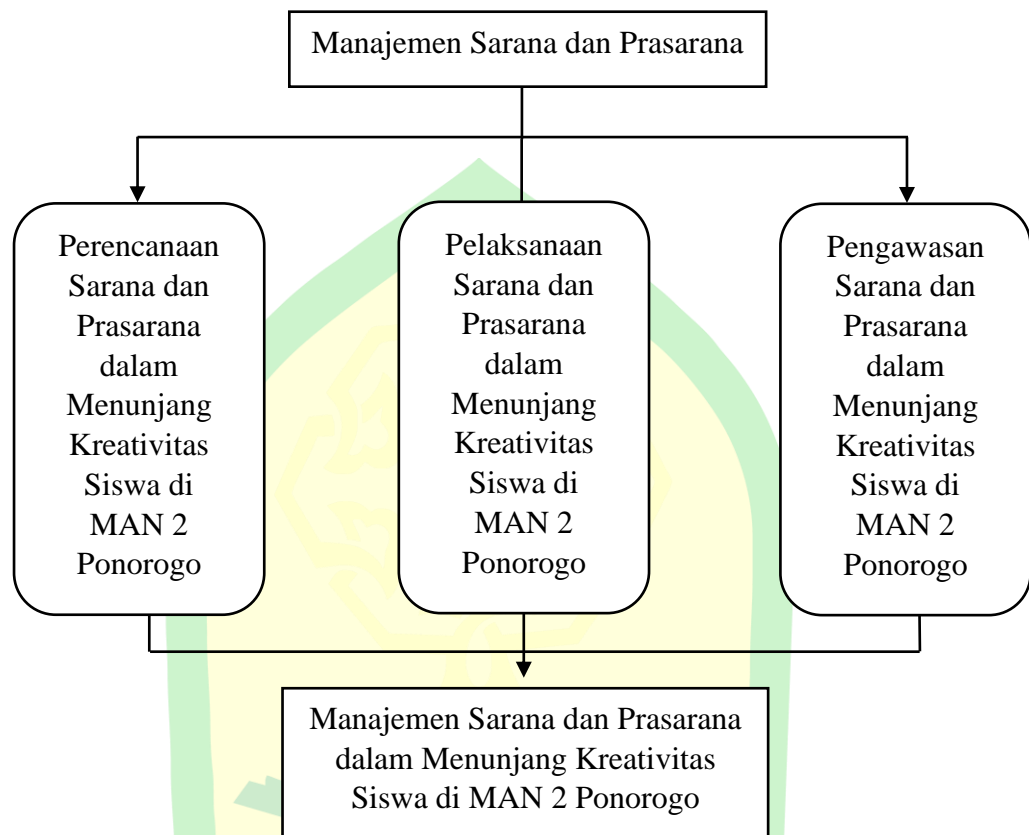 Manajemen Sarana dan Prasarana
Perencanaan
Sarana dan
Prasarana
dalam
Menunjang
Kreativitas
Siswa di
MAN 2
Ponorogo
Pelaksanaan
Sarana dan
Prasarana
dalam
Menunjang
Kreativitas
Siswa di
MAN 2
Ponorogo
Pengawasan
Sarana dan
Prasarana
dalam
Menunjang
Kreativitas
Siswa di
MAN 2
Ponorogo
Manajemen Sarana dan Prasarana
dalam Menunjang Kreativitas
Siswa di MAN 2 Ponorogo